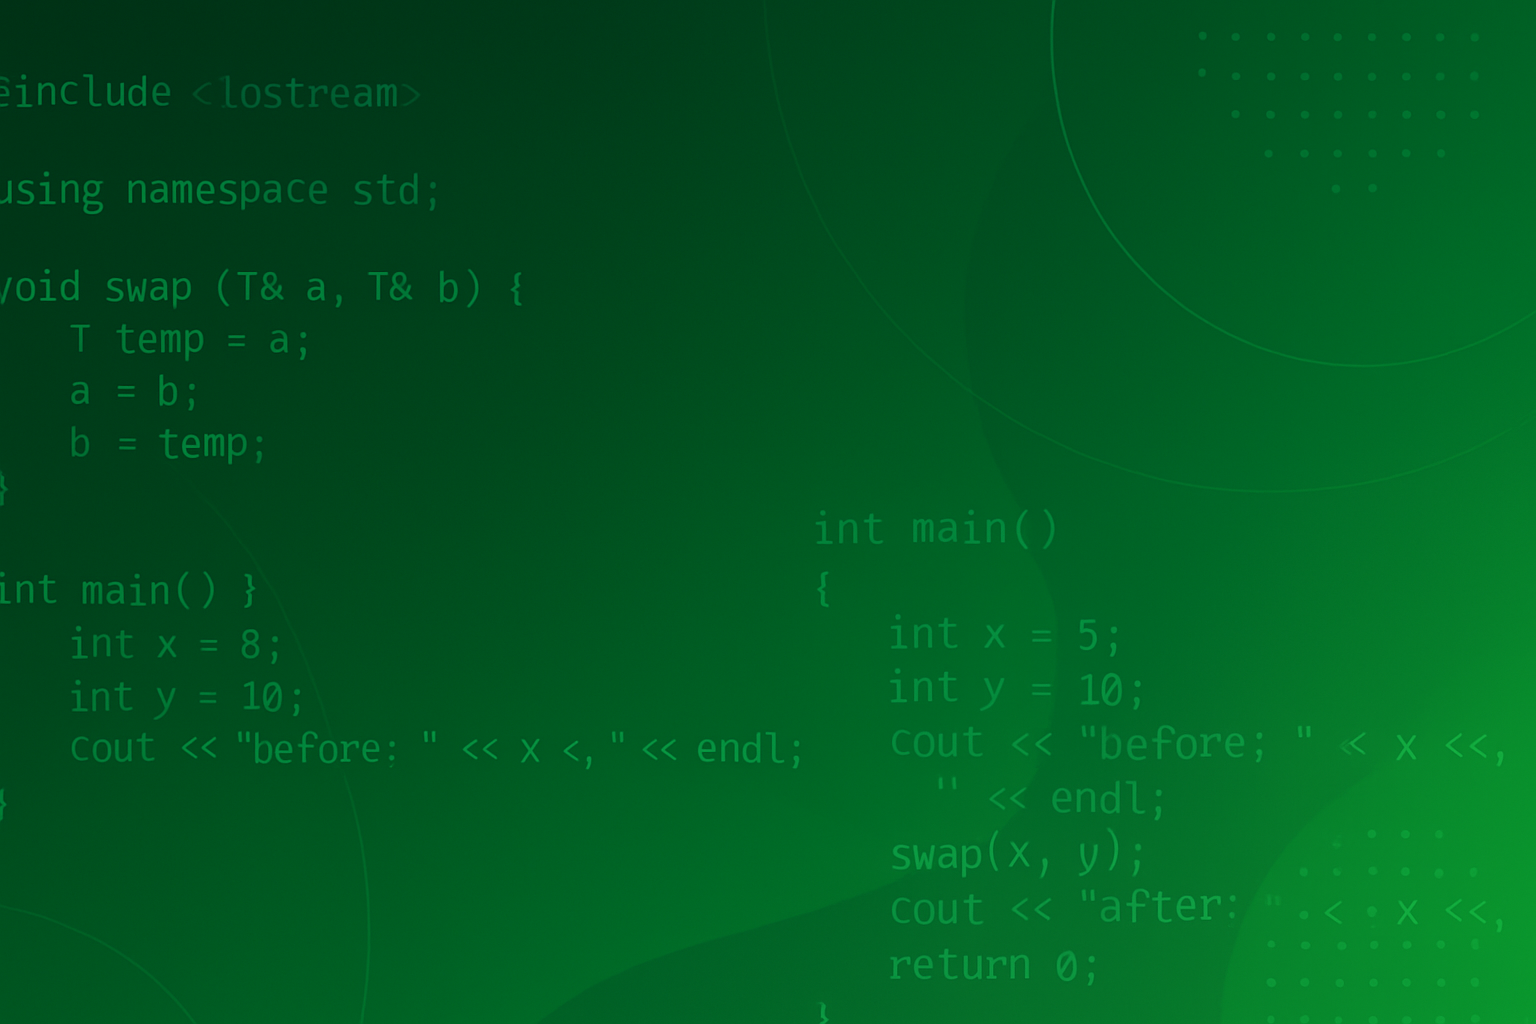 #include <lostream>
using namespace std;
void swap (T& a, T& b) {
T temp = a;
a = b;
b = temp;
}
int main() }
int x = 8;
int y = 10;
cout << "before: " << x <, " << endl;
}
int main()
{
int x = 5;
int y = 10;
cout << "before; " << x <<,
" << endl;
swap(x, y);
cout << "after: " < x <<,
return 0;
}